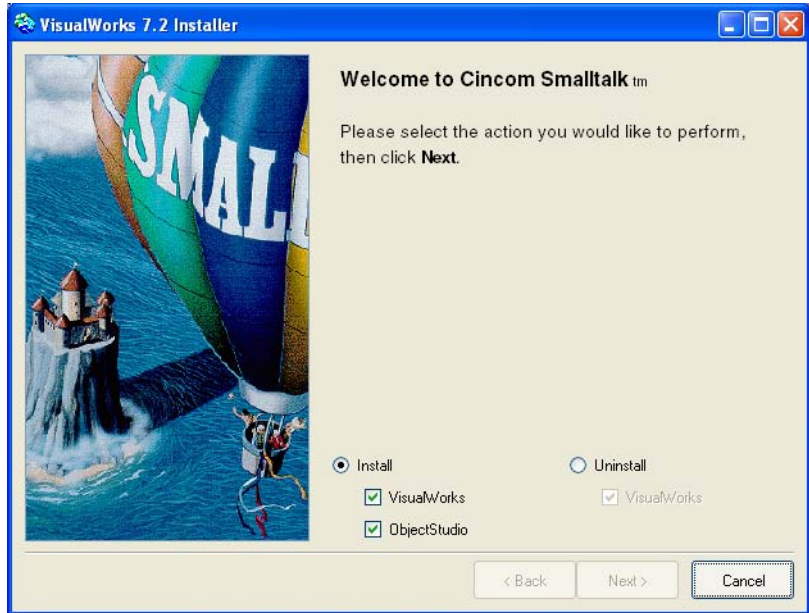 VisualWorks 7.2 Installer
SMALL
Welcome to Cincom Smalltalk tm
Please select the action you would like to perform,
then click Next.
Install
Uninstall
VisualWorks
VisualWorks
ObjectStudio
< Back
Next >
Cancel